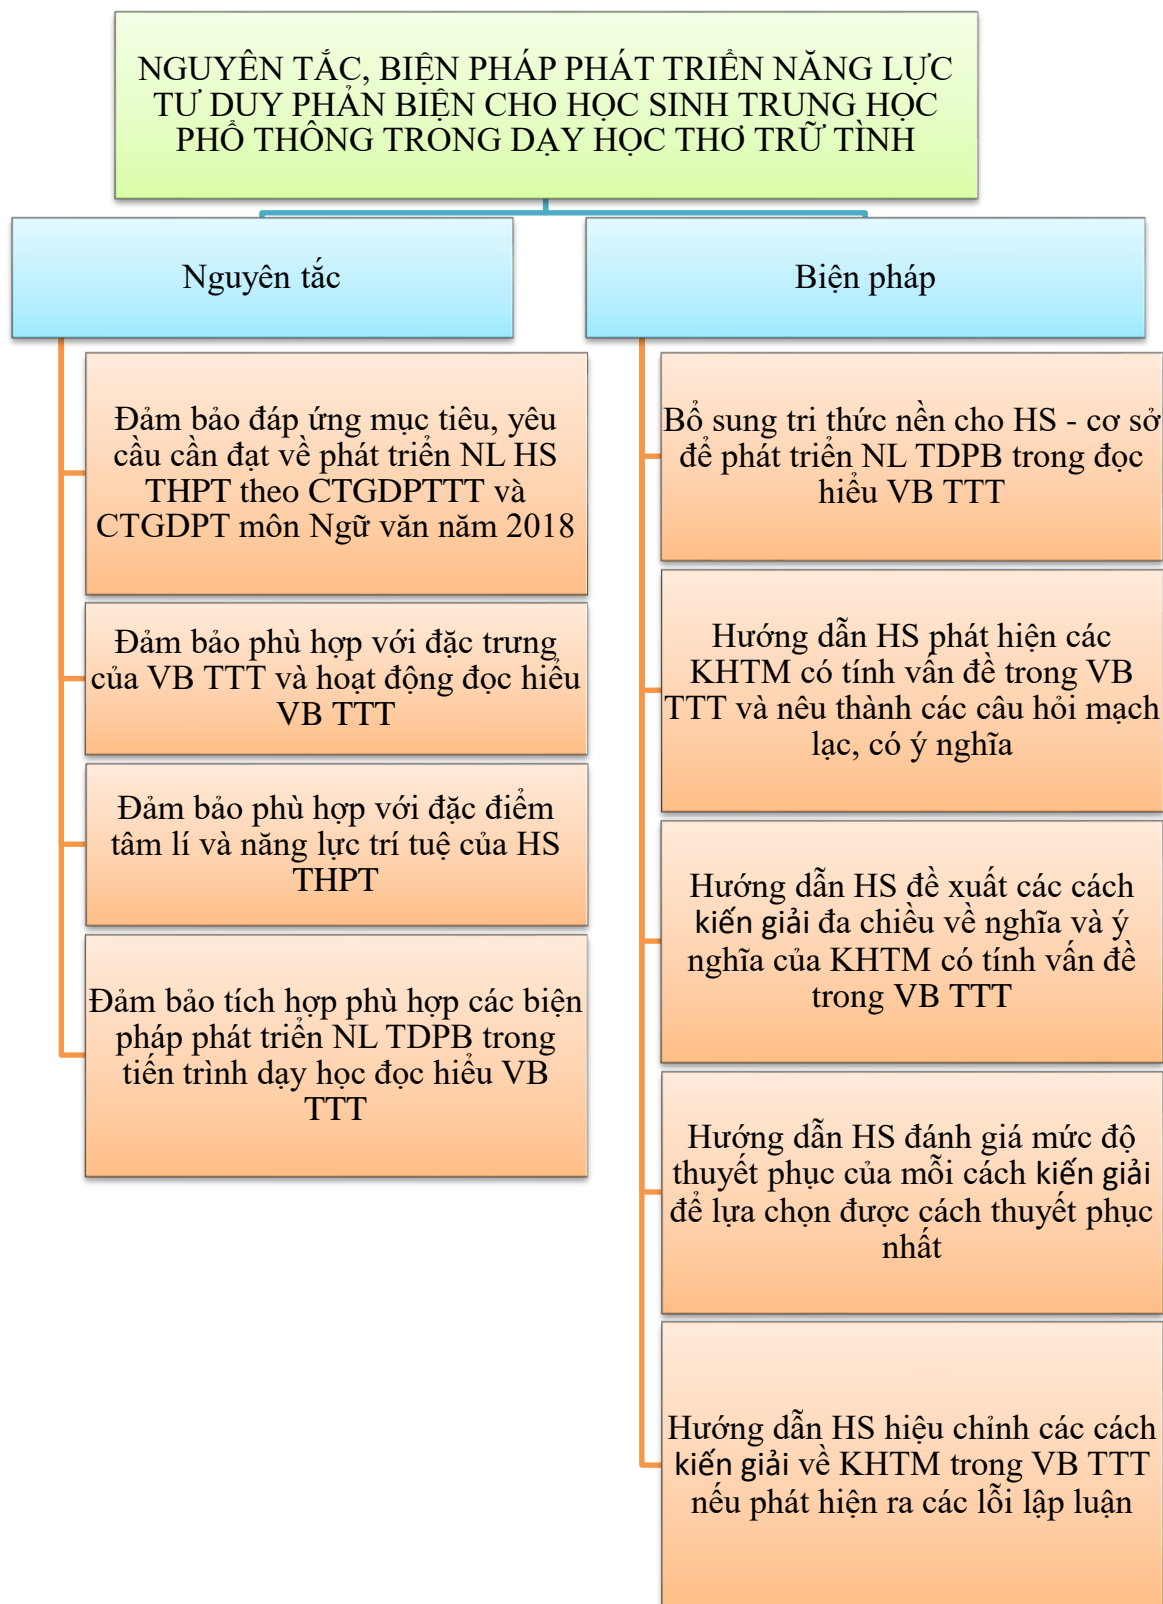 NGUYÊN TẮC, BIỆN PHÁP PHÁT TRIỂN NĂNG LỰC
TƯ DUY PHẢN BIỆN CHO HỌC SINH TRUNG HỌC
PHỔ THÔNG TRONG DẠY HỌC THƠ TRỮ TÌNH
Nguyên tắc
Đảm bảo đáp ứng mục tiêu, yêu
cầu cần đạt về phát triển NL HS
THPT theo CTGDPTTT và
CTGDPT môn Ngữ văn năm 2018
Đảm bảo phù hợp với đặc trưng
của VB TTT và hoạt động đọc hiểu
VB TTT
Đảm bảo phù hợp với đặc điểm
tâm lí và năng lực trí tuệ của HS
THPT
Đảm bảo tích hợp phù hợp các biện
pháp phát triển NL TDPB trong
tiến trình dạy học đọc hiểu VB
TTT
Biện pháp
Bổ sung tri thức nền cho HS - cơ sở
để phát triển NL TDPB trong đọc
hiểu VB TTT
Hướng dẫn HS phát hiện các
KHTM có tính vấn đề trong VB
TTT và nêu thành các câu hỏi mạch
lạc, có ý nghĩa
Hướng dẫn HS đề xuất các cách
kiến giải đa chiều về nghĩa và ý
nghĩa của KHTM có tính vấn đề
trong VB TTT
Hướng dẫn HS đánh giá mức độ
thuyết phục của mỗi cách kiến giải
để lựa chọn được cách thuyết phục
nhất
Hướng dẫn HS hiệu chỉnh các cách
kiến giải về KHTM trong VB TTT
nếu phát hiện ra các lỗi lập luận